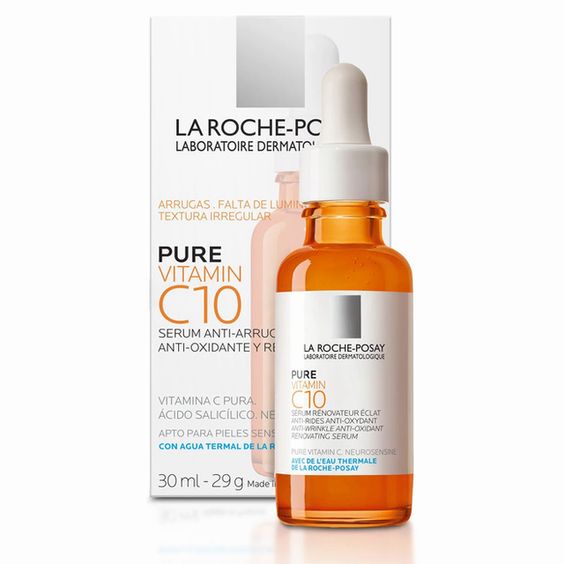 LA ROCHE-PO
LABORATOIRE DERMATOL
ARRUGAS . FALTA DE LUMIN
TEXTURA IRREGULAR
PURE
VITAMIN
C10
SERUM ANTI-ARRUG
ANTI-OXIDANTE Y RE
VITAMINA C PURA.
ÁCIDO SALICÍLICO. NE
APTO PARA PIELES SENS
CON AGUA TERMAL DE LA R
30 ml - 29 g Made
LA ROCHE-POSAY
LABORATOIRE DERMATOLOGIQUE
PURE
VITAMIN
C10
SERUM RÉNOVATEUR ÉCLAT
ANTI-RIDES ANTI-OXYDANT
ANTI-WRINKLE ANTI-OXIDANT
RENOVATING SERUM
PURE VITAMIN C. NEUROSENSINE
AVEC DE L'EAU THERMALE
DE LA ROCHE-POSAY